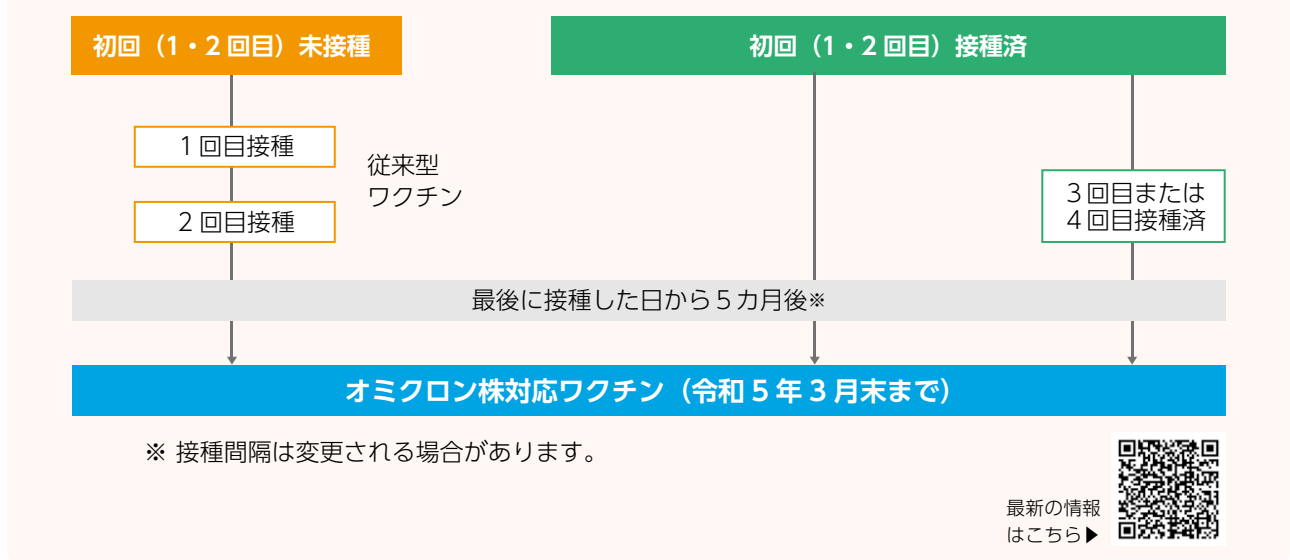 初回（1・2 回目）未接種
初回（1・2 回目）接種済
１回目接種
２回目接種
従来型
ワクチン
３回目または
４回目接種済
最後に接種した日から５カ月後※
オミクロン株対応ワクチン（令和 5 年 3 月末まで）
※ 接種間隔は変更される場合があります。
最新の情報
はこちら▶